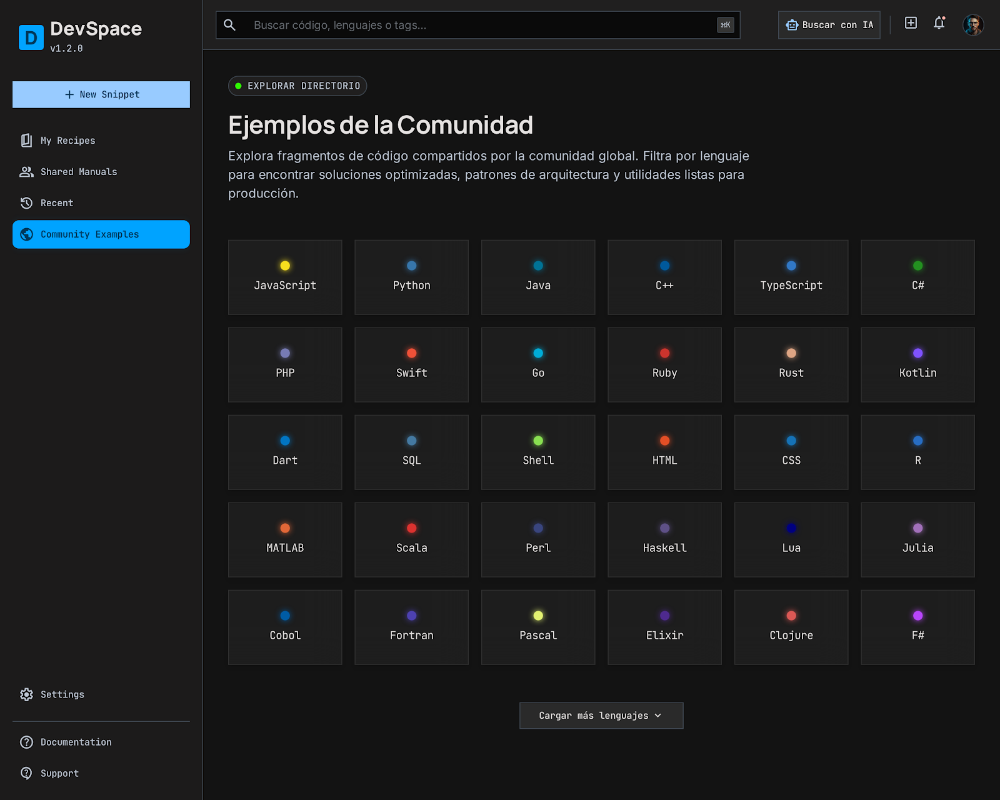 D
DevSpace
v1.2.0
New Snippet
My Recipes
Shared Manuals
Recent
Community Examples
Settings
Documentation
Support
Buscar código, lenguajes o tags...
⌘K
Buscar con IA
EXPLORAR DIRECTORIO
Ejemplos de la Comunidad
Explora fragmentos de código compartidos por la comunidad global. Filtra por lenguaje
para encontrar soluciones optimizadas, patrones de arquitectura y utilidades listas para
producción.
JavaScript
Python
Java
C++
TypeScript
C#
PHP
Swift
Go
Ruby
Rust
Kotlin
Dart
SQL
Shell
HTML
CSS
R
MATLAB
Scala
Perl
Haskell
Lua
Julia
Cobol
Fortran
Pascal
Elixir
Clojure
F#
Cargar más lenguajes